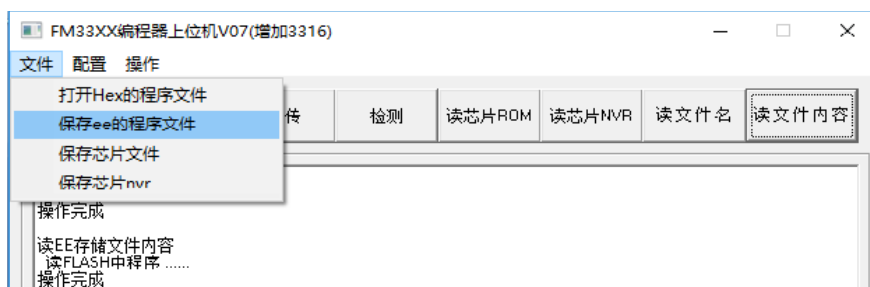 FM33XX编程器上位机V07(增加3316)
文件 配置 操作
打开Hex的程序文件
保存ee的程序文件
保存芯片文件
保存芯片nvr
传 检测 读芯片ROM 读芯片NVR 读文件名 读文件内容
操作完成
读EE存储文件内容
读FLASH中程序 ......
操作完成